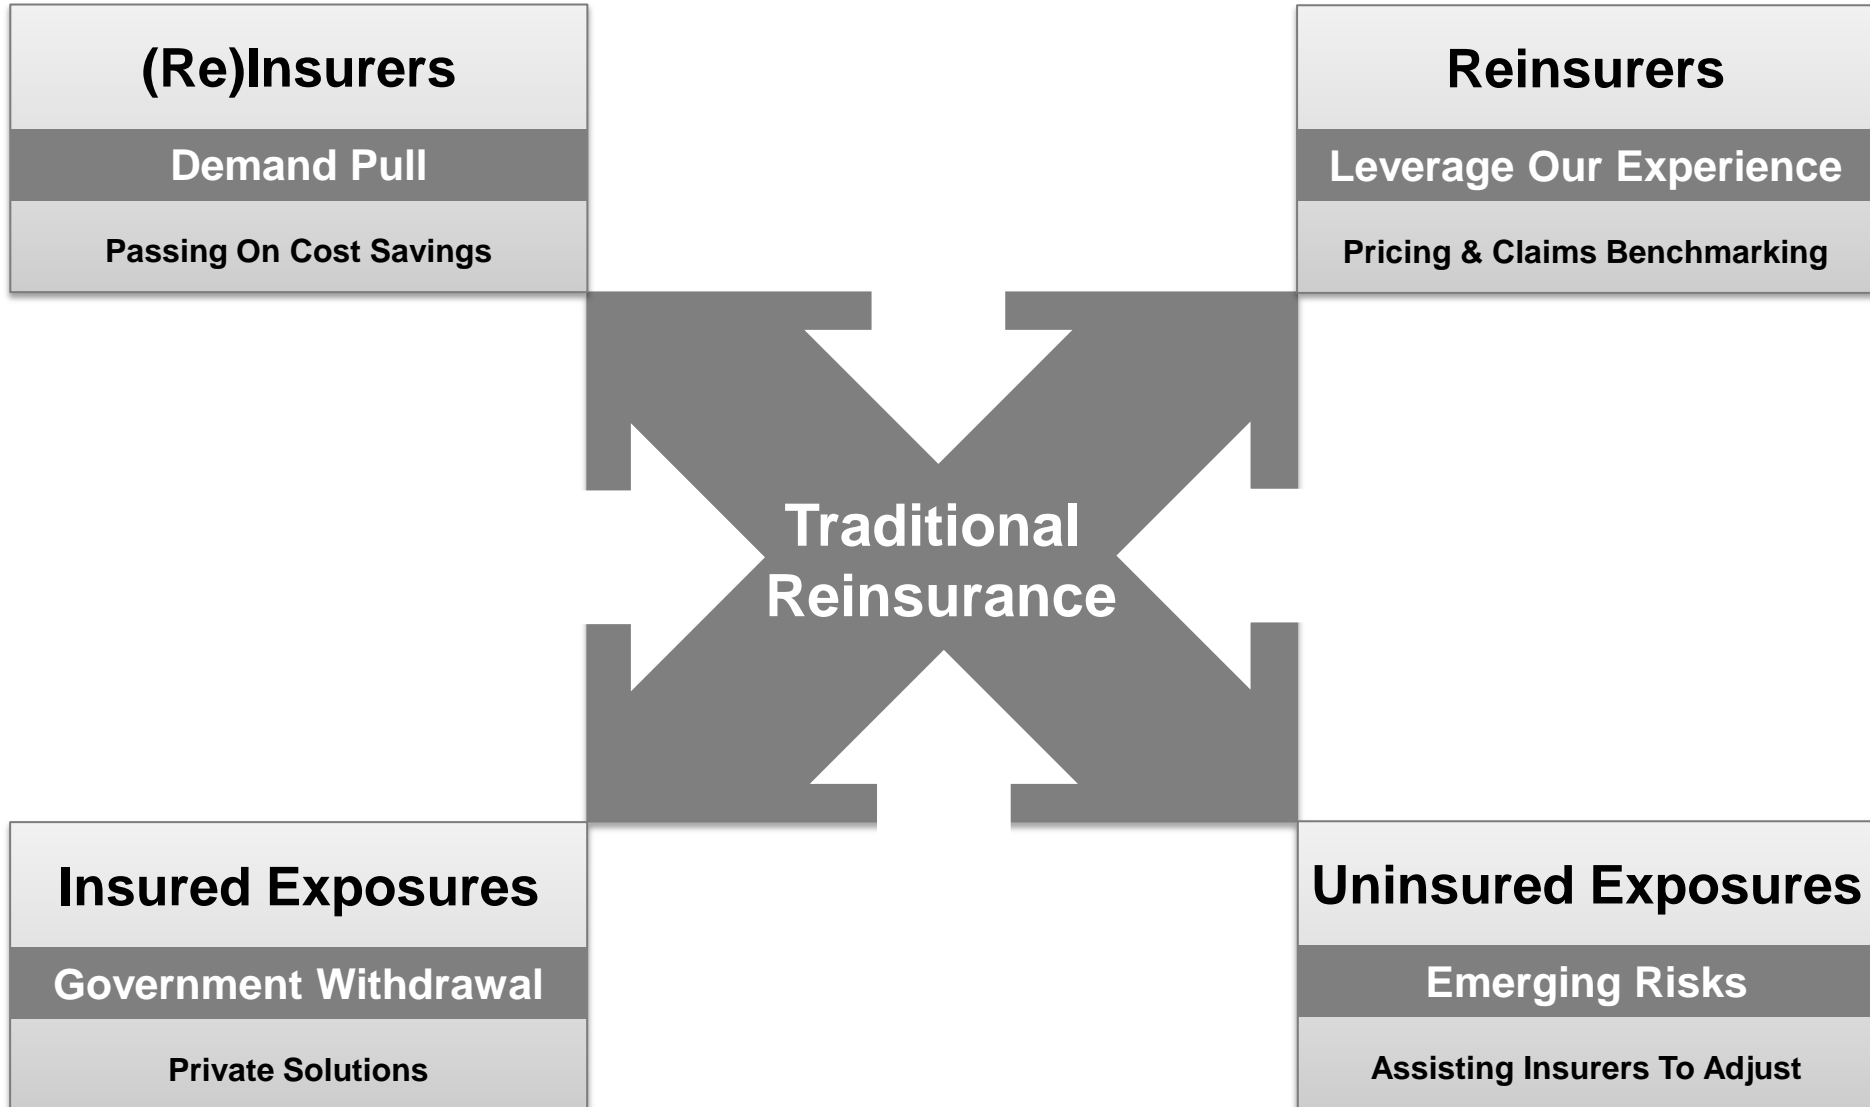 (Re)Insurers
Demand Pull
Passing On Cost Savings
Reinsurers
Leverage Our Experience
Pricing & Claims Benchmarking
Traditional
Reinsurance
Insured Exposures
Government Withdrawal
Private Solutions
Uninsured Exposures
Emerging Risks
Assisting Insurers To Adjust